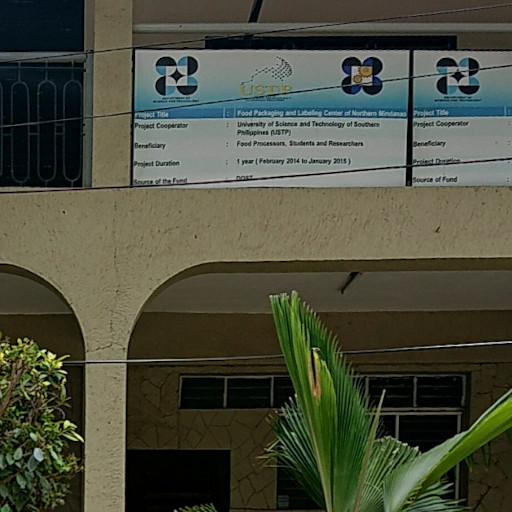 USTP
Project Title : Food Packaging and Labeling Center of Northern Mindanao
Project Cooperator : University of Science and Technology of Southern
Philippines (USTP)
Beneficiary : Food Processors, Students and Researchers
Project Duration : 1 year ( February 2014 to January 2015 )
Source of the Fund : DOST
Project Title :
Project Cooperator
Beneficiary
Project Duration
Source of Fund